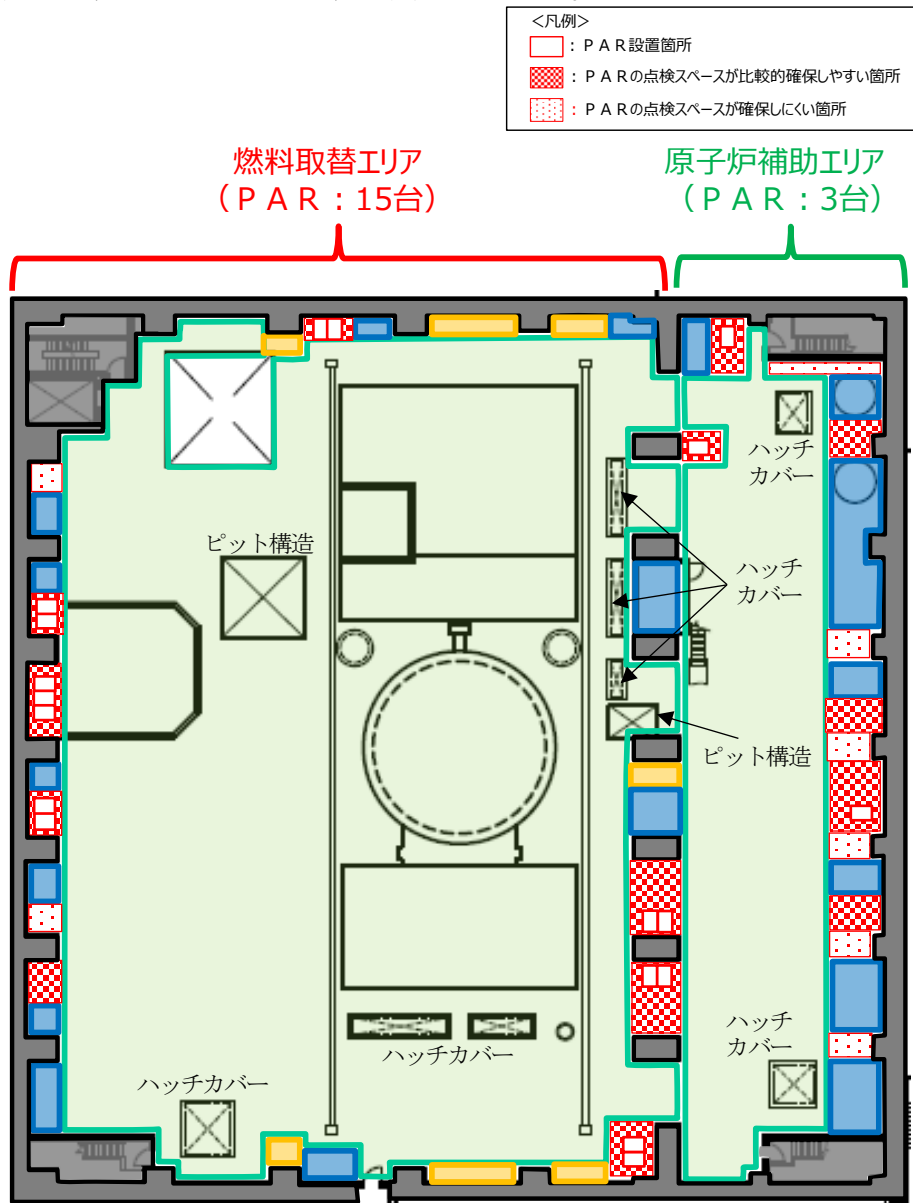 <凡例>
：ＰＡＲ設置箇所
：ＰＡＲの点検スペースが比較的確保しやすい箇所
：ＰＡＲの点検スペースが確保しにくい箇所
燃料取替エリア
（ＰＡＲ：15台）
原子炉補助エリア
（ＰＡＲ：3台）
ハッチ
カバー
ピット構造
ハッチ
カバー
ピット構造
ハッチカバー
ハッチ
カバー
ハッチカバー